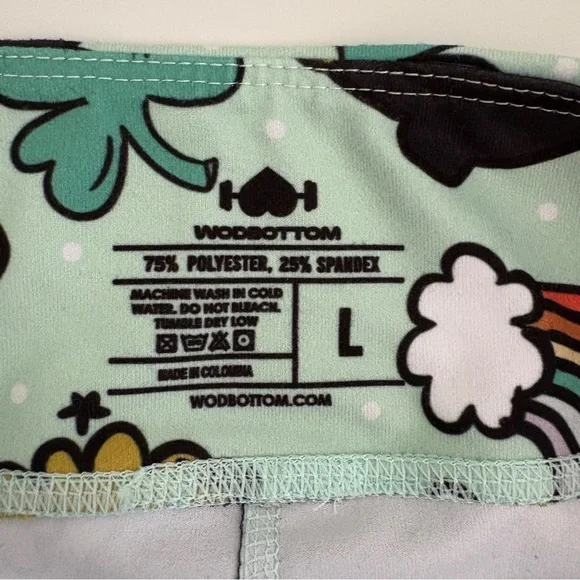 WODBOTTOM
75% POLYESTER, 25% SPANDEX
MACHINE WASH IN COLD
WATER. DO NOT BLEACH.
TUMBLE DRY LOW
L
MADE IN COLOMBIA
WODBOTTOM.COM